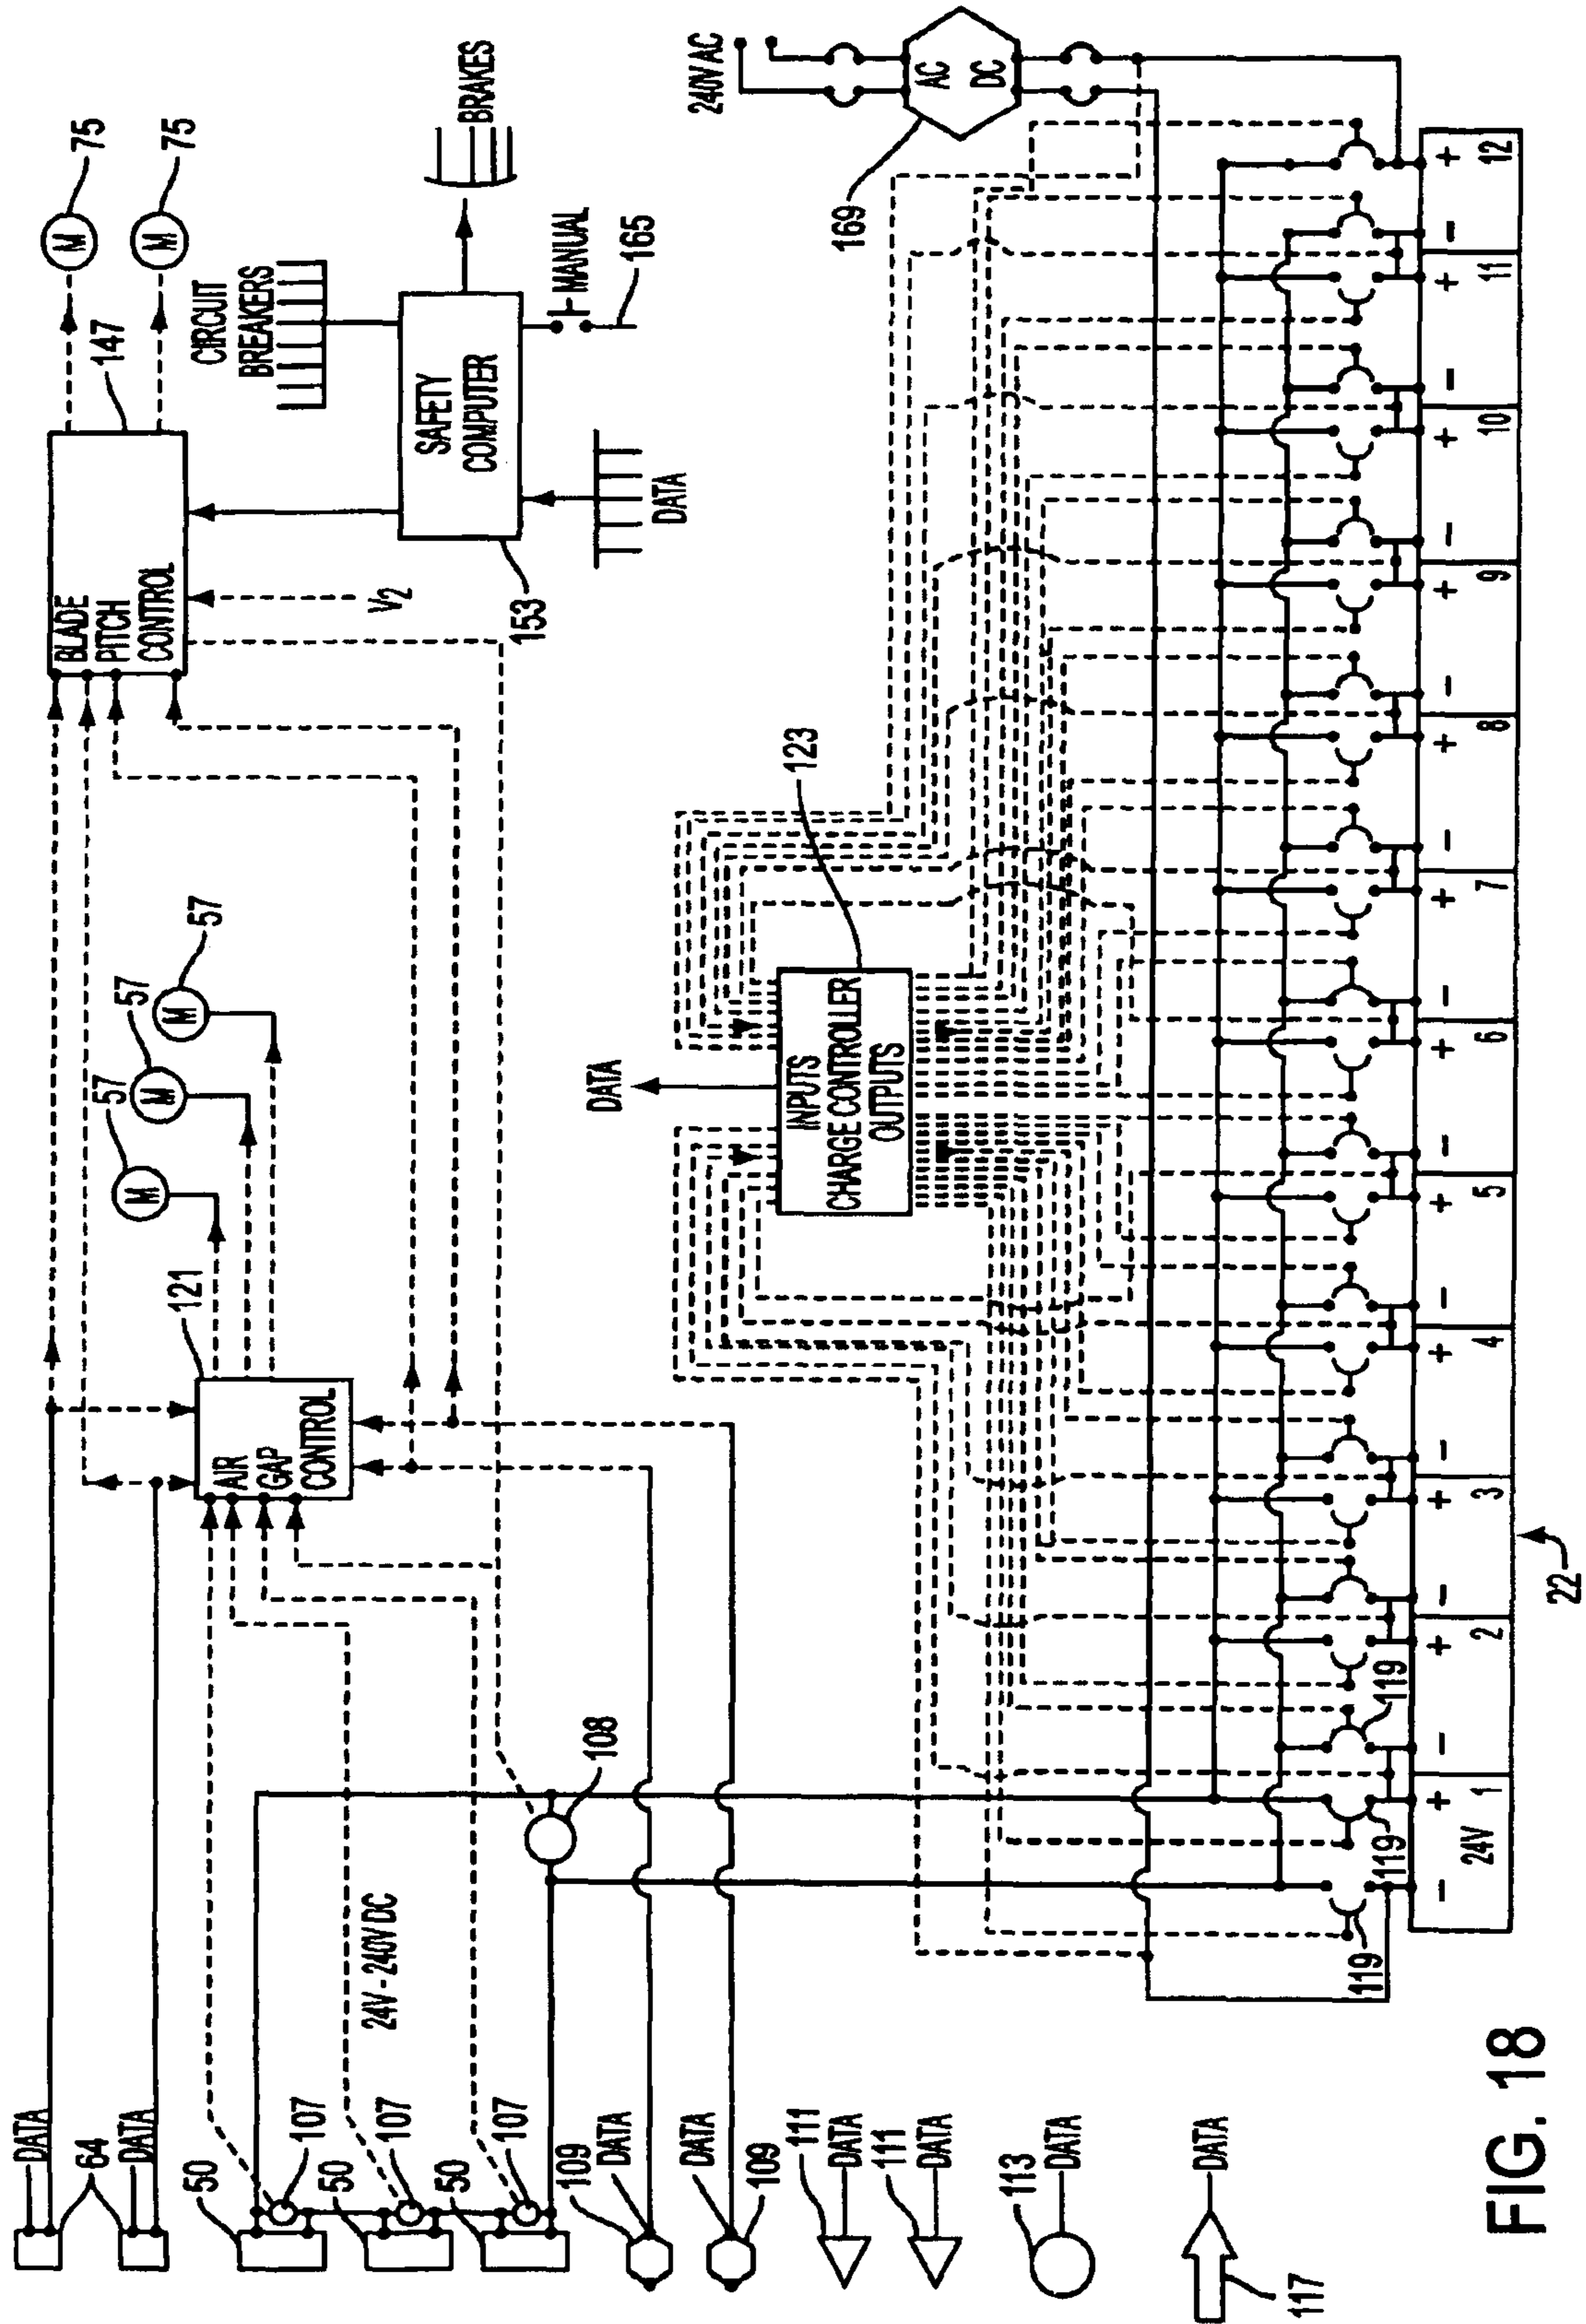 DATA
64
DATA
50
107
50
107
50
107
24V - 240V DC
108
109
DATA
DATA
109
111
DATA
111
DATA
113
DATA
117
DATA
121
AIR
GAP
CONTROL
57
M
57
M
57
M
BLADE
PITCH
CONTROL
147
M
75
M
75
V2
CIRCUIT
BREAKERS
SAFETY
COMPUTER
153
DATA
MANUAL
165
BRAKES
DATA
INPUTS
CHARGE CONTROLLER
OUTPUTS
123
240V AC
AC
DC
169
119
119
119
−
24V
+
1
−
+
2
−
+
3
−
+
4
−
+
5
−
+
6
−
+
7
−
+
8
−
+
9
−
+
10
−
+
11
−
+
12
22
FIG. 18